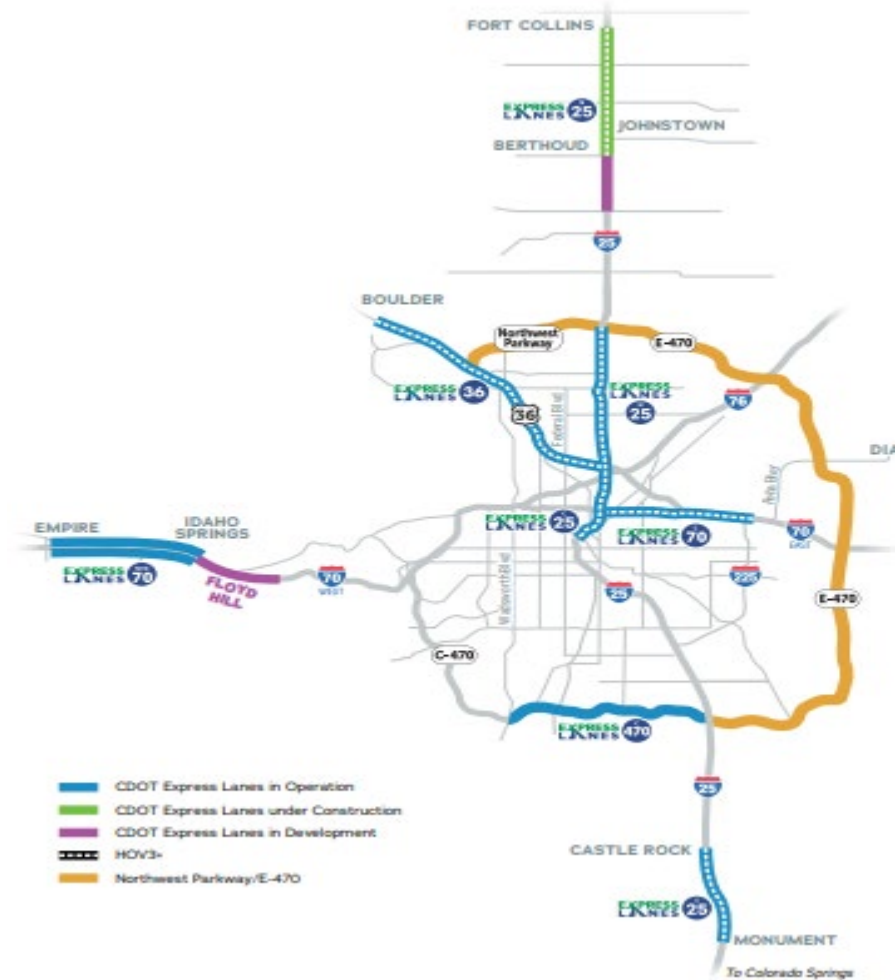 FORT COLLINS
EXPRESS
LANES
25
JOHNSTOWN
BERTHOUD
25
BOULDER
Northwest
Parkway
E-470
EXPRESS
LANES
36
36
Federal Blvd
EXPRESS
LANES
25
76
DIA
Peña Blvd
EMPIRE
IDAHO
SPRINGS
EXPRESS
LANES
70
FLOYD
HILL
70
WEST
EXPRESS
LANES
25
EXPRESS
LANES
70
70
EAST
Wadsworth Blvd
25
225
E-470
C-470
EXPRESS
LANES
470
25
CDOT Express Lanes in Operation
CDOT Express Lanes under Construction
CDOT Express Lanes in Development
HOV3+
Northwest Parkway/E-470
CASTLE ROCK
EXPRESS
LANES
25
MONUMENT
To Colorado Springs